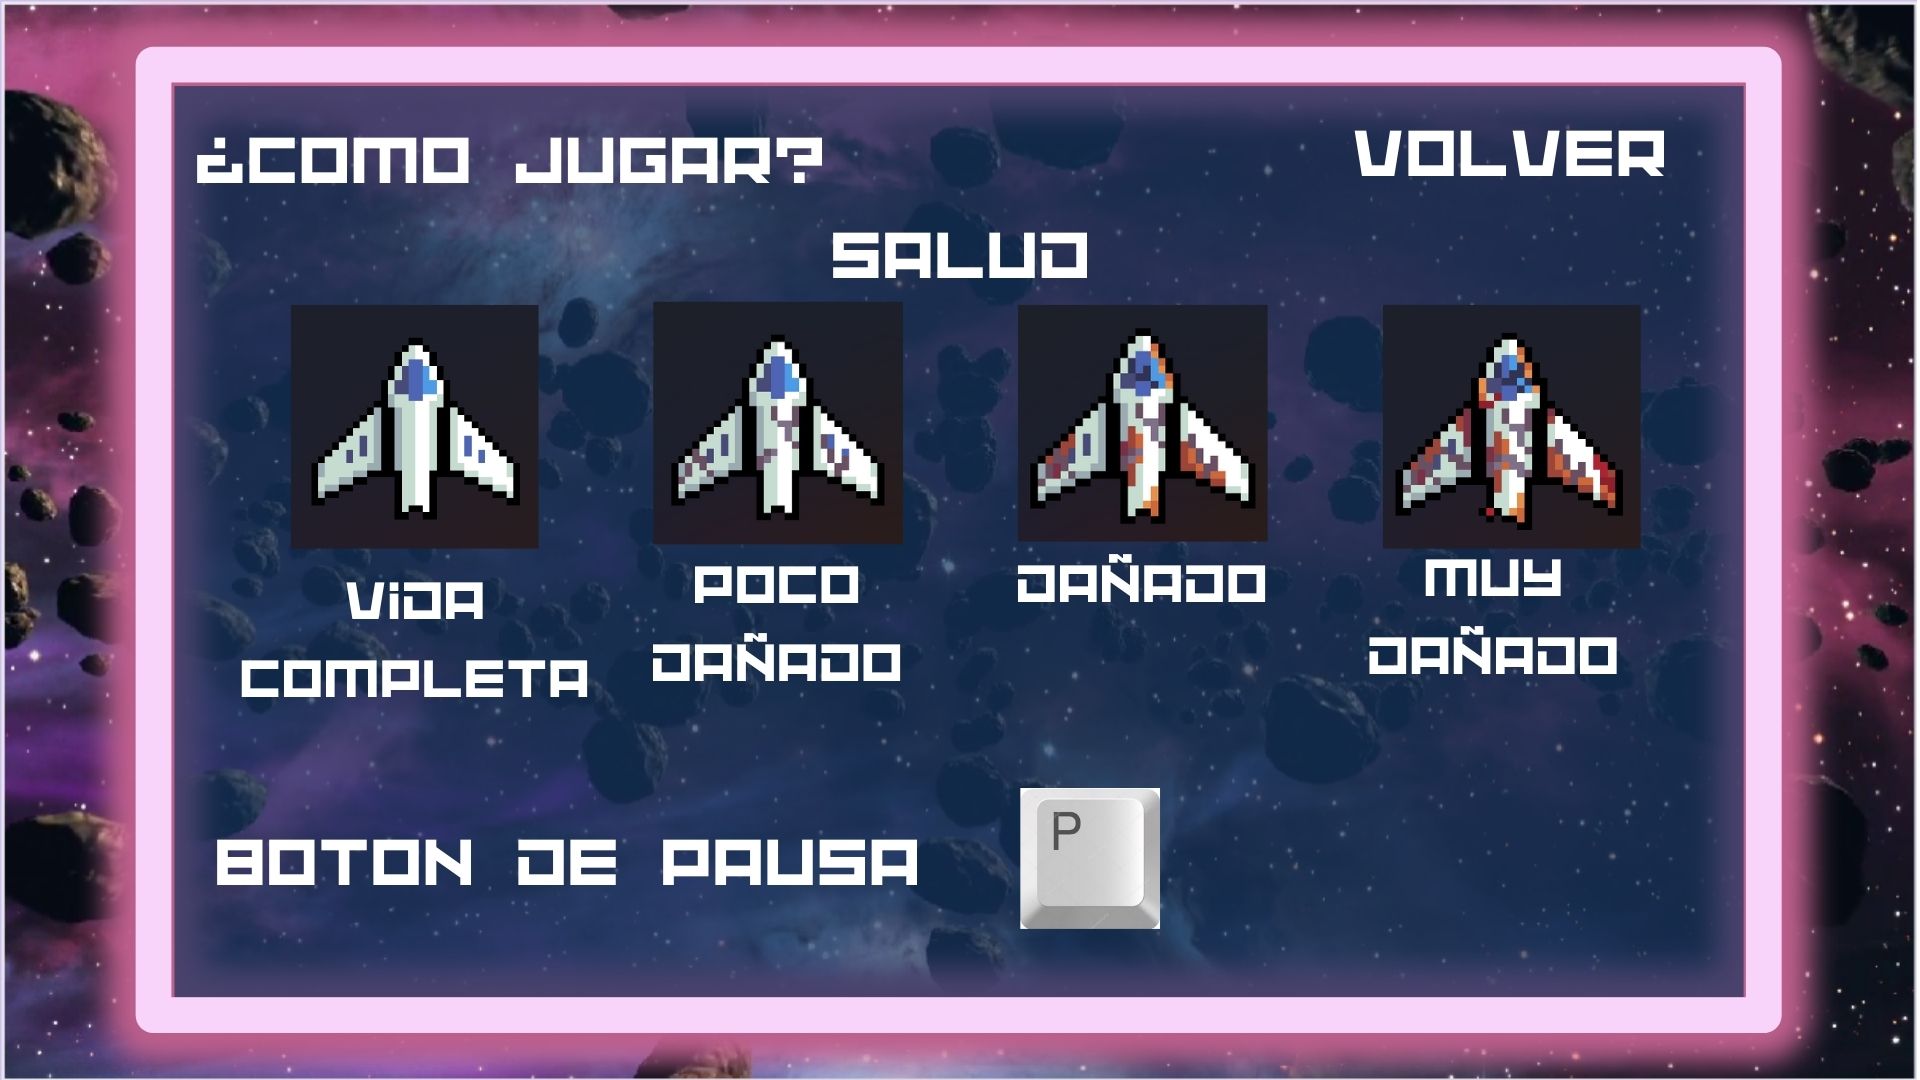 ¿COMO JUGAR?
VOLVER
SALUD
ViDA
COMPLETA
POCO
DAÑADO
DAÑADO
MUY
DAÑADO
BOTON DE PAUSA
P